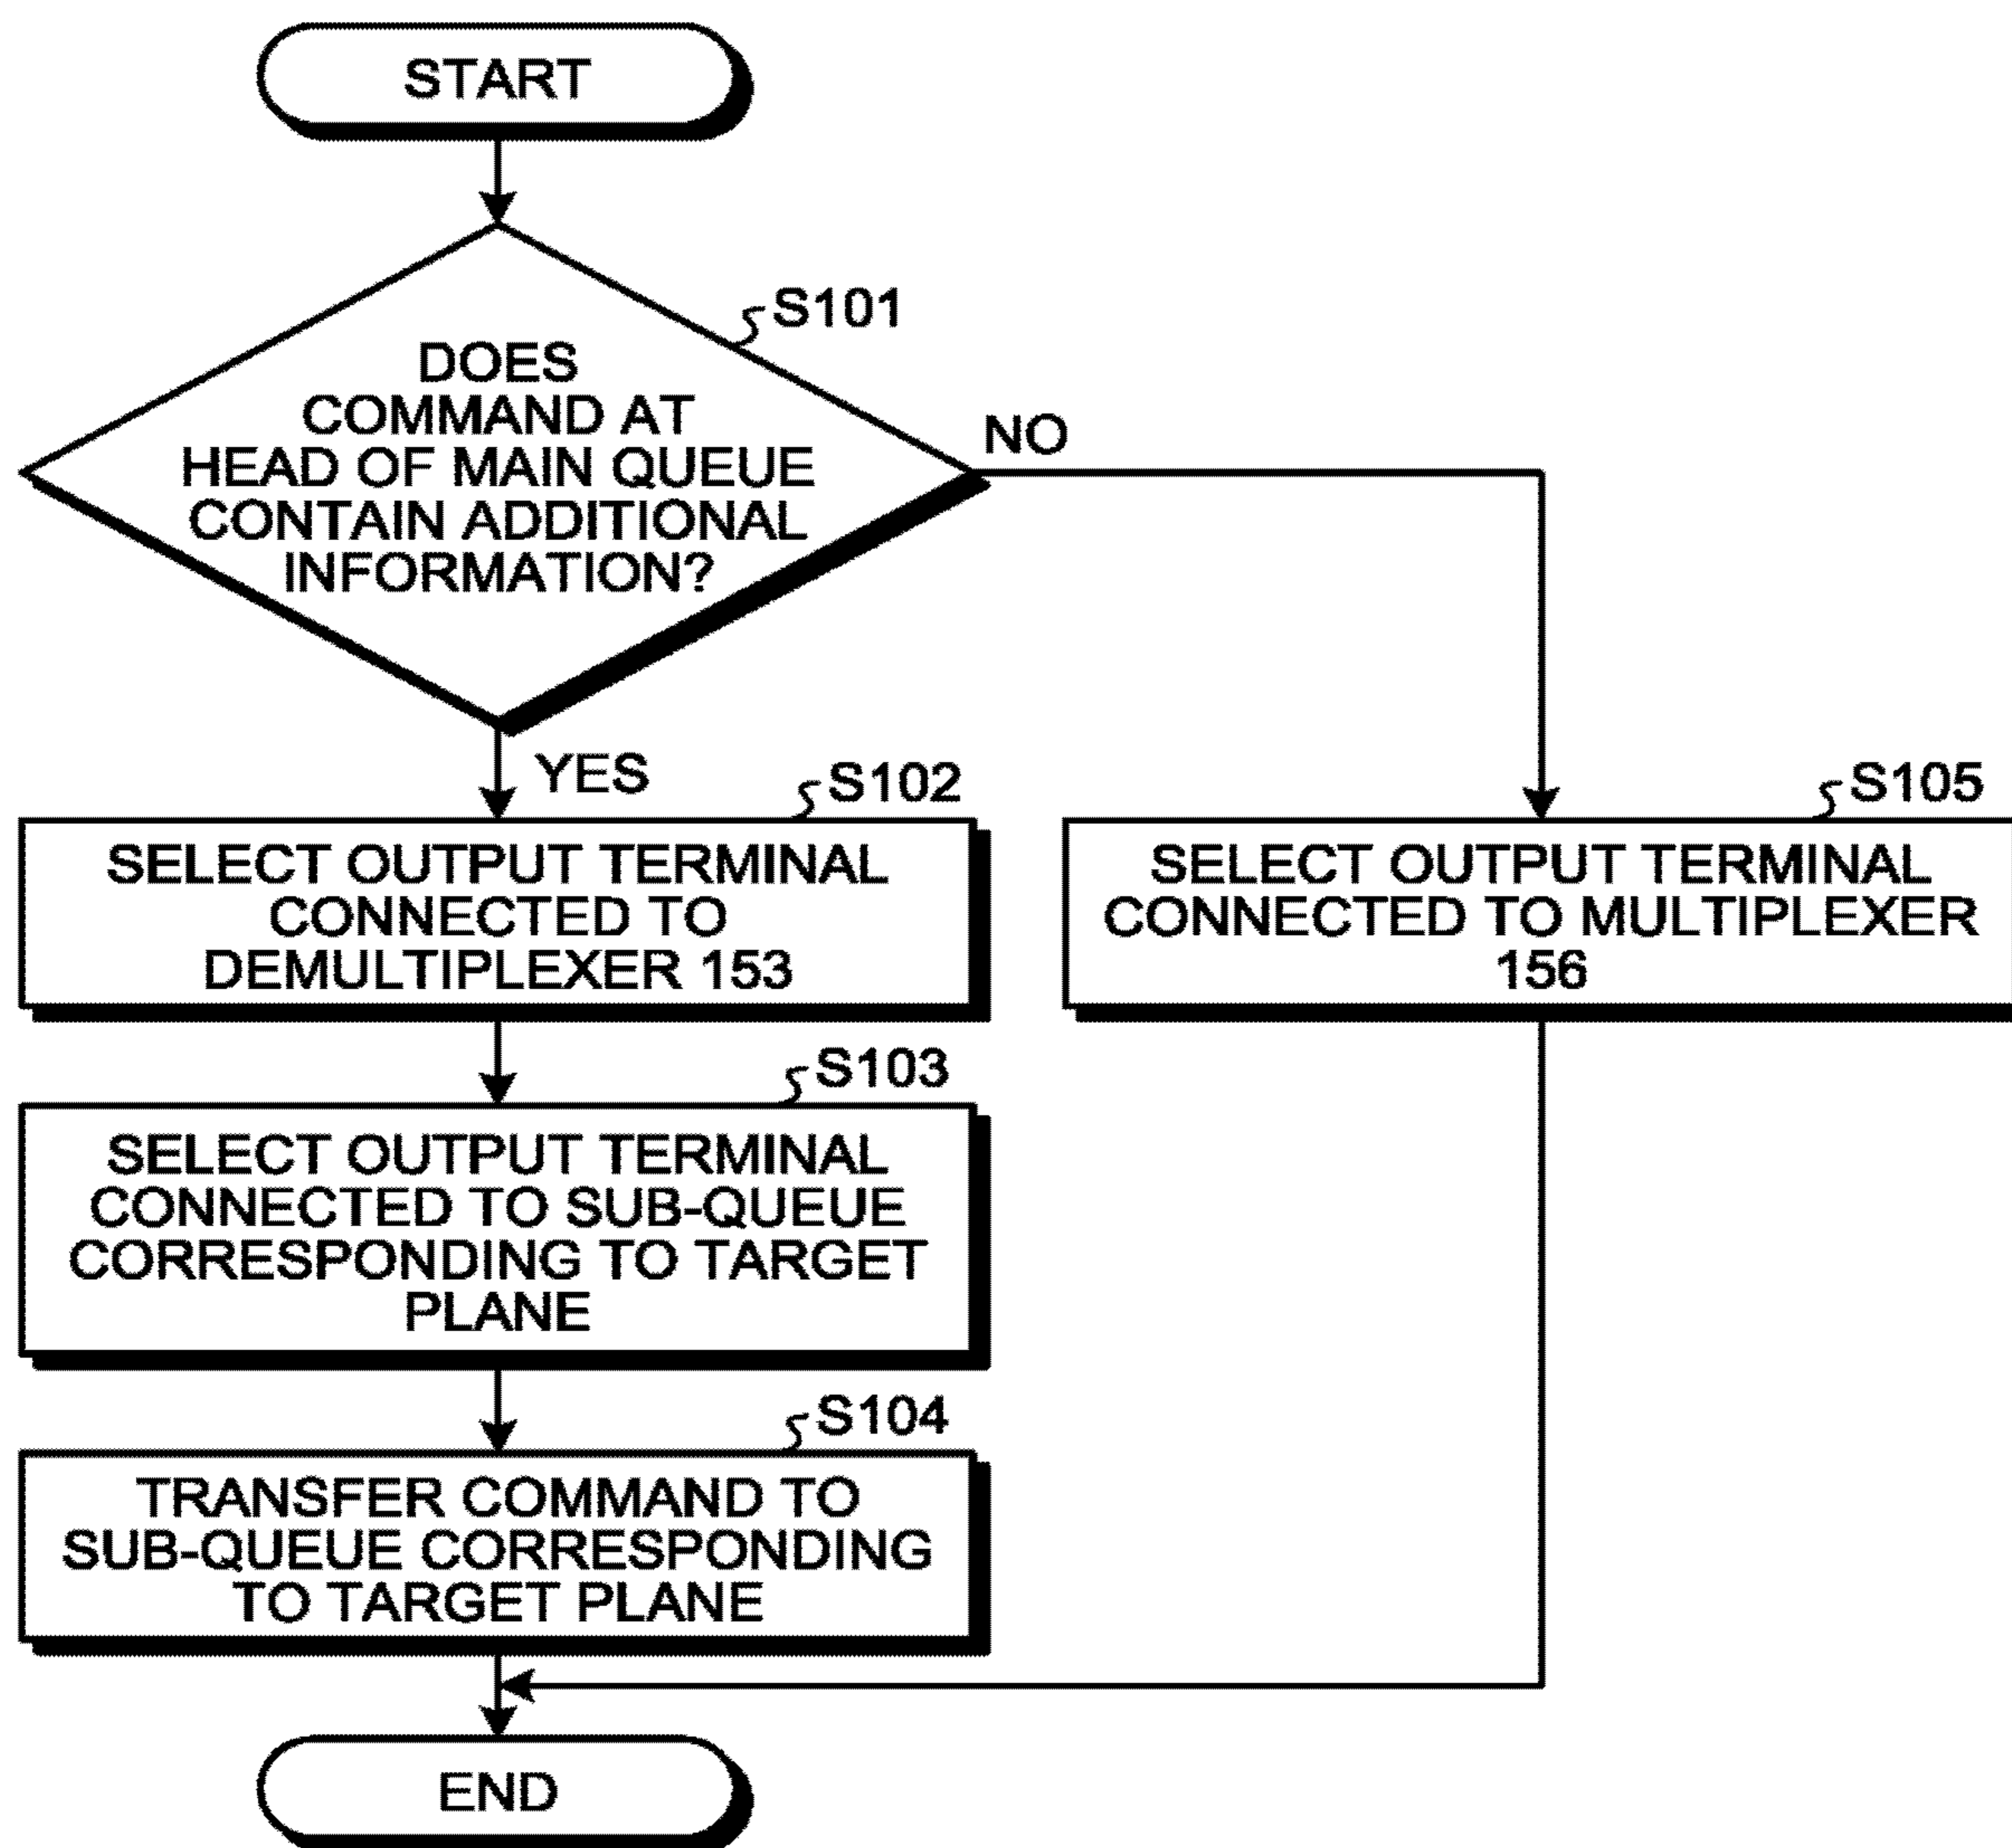 START
S101
DOES
COMMAND AT
HEAD OF MAIN QUEUE
CONTAIN ADDITIONAL
INFORMATION?
NO
YES
S102
SELECT OUTPUT TERMINAL
CONNECTED TO
DEMULTIPLEXER 153
S105
SELECT OUTPUT TERMINAL
CONNECTED TO MULTIPLEXER
156
S103
SELECT OUTPUT TERMINAL
CONNECTED TO SUB-QUEUE
CORRESPONDING TO TARGET
PLANE
S104
TRANSFER COMMAND TO
SUB-QUEUE CORRESPONDING
TO TARGET PLANE
END